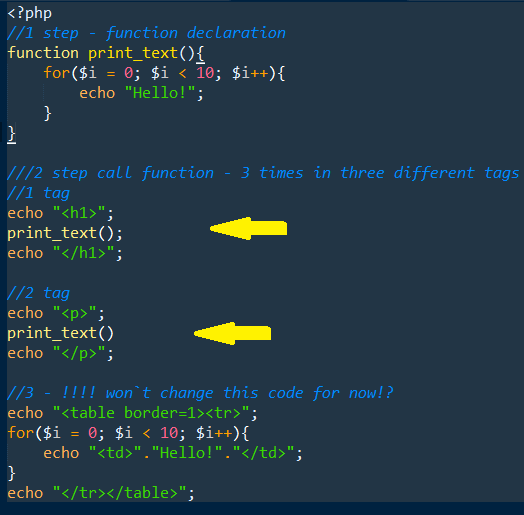 <?php
//1 step - function declaration
function print_text(){
for($i = 0; $i < 10; $i++){
echo "Hello!";
}
}
///2 step call function - 3 times in three different tags
//1 tag
echo "<h1>";
print_text();
echo "</h1>";
//2 tag
echo "<p>";
print_text()
echo "</p>";
//3 - !!!! won`t change this code for now!?
echo "<table border=1><tr>";
for($i = 0; $i < 10; $i++){
echo "<td>"."Hello!"."</td>";
}
echo "</tr></table>";